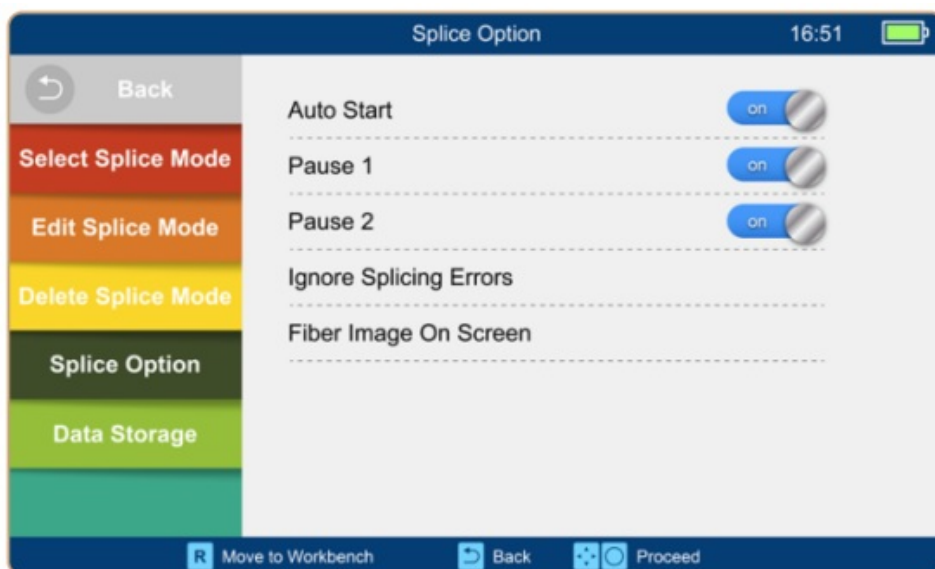 Splice Option 16:51
Back
Select Splice Mode
Edit Splice Mode
Delete Splice Mode
Splice Option
Data Storage
Auto Start on
Pause 1 on
Pause 2 on
Ignore Splicing Errors
Fiber Image On Screen
R Move to Workbench Back Proceed